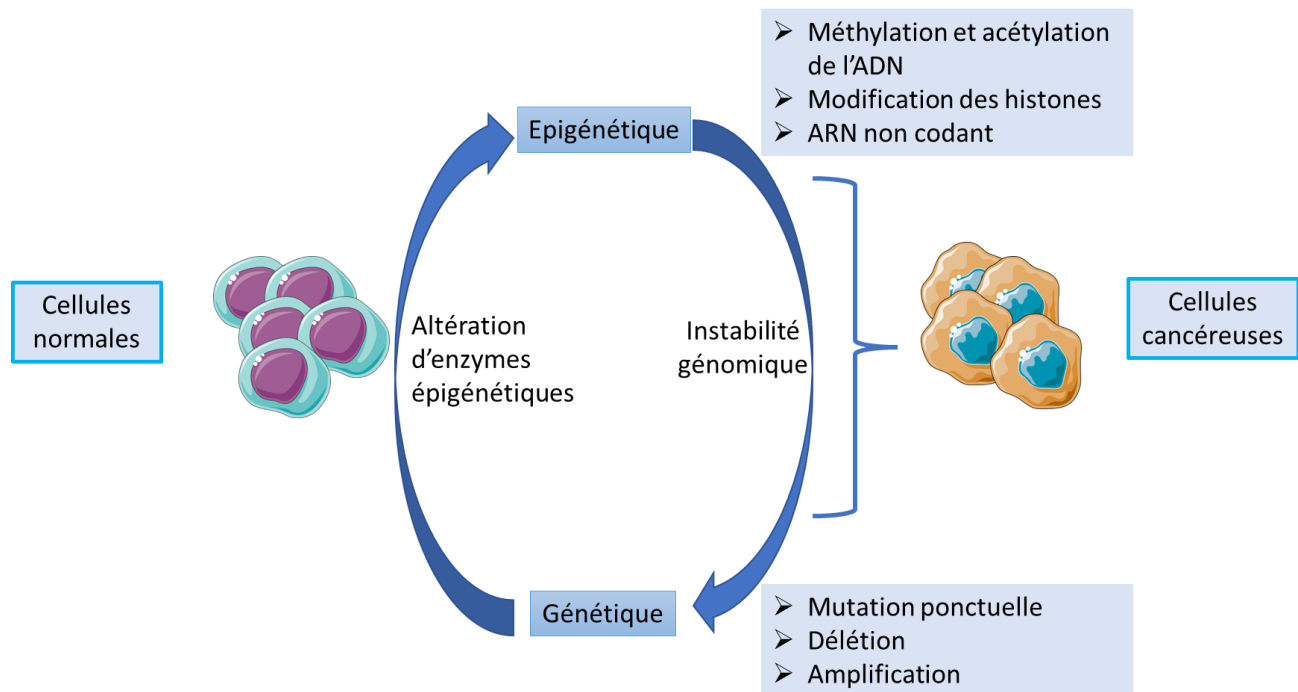 ➢ Méthylation et acétylation
de l'ADN
➢ Modification des histones
➢ ARN non codant
Epigénétique
Cellules
normales
Altération
d'enzymes
épigénétiques
Instabilité
génomique
Cellules
cancéreuses
Génétique
➢ Mutation ponctuelle
➢ Délétion
➢ Amplification